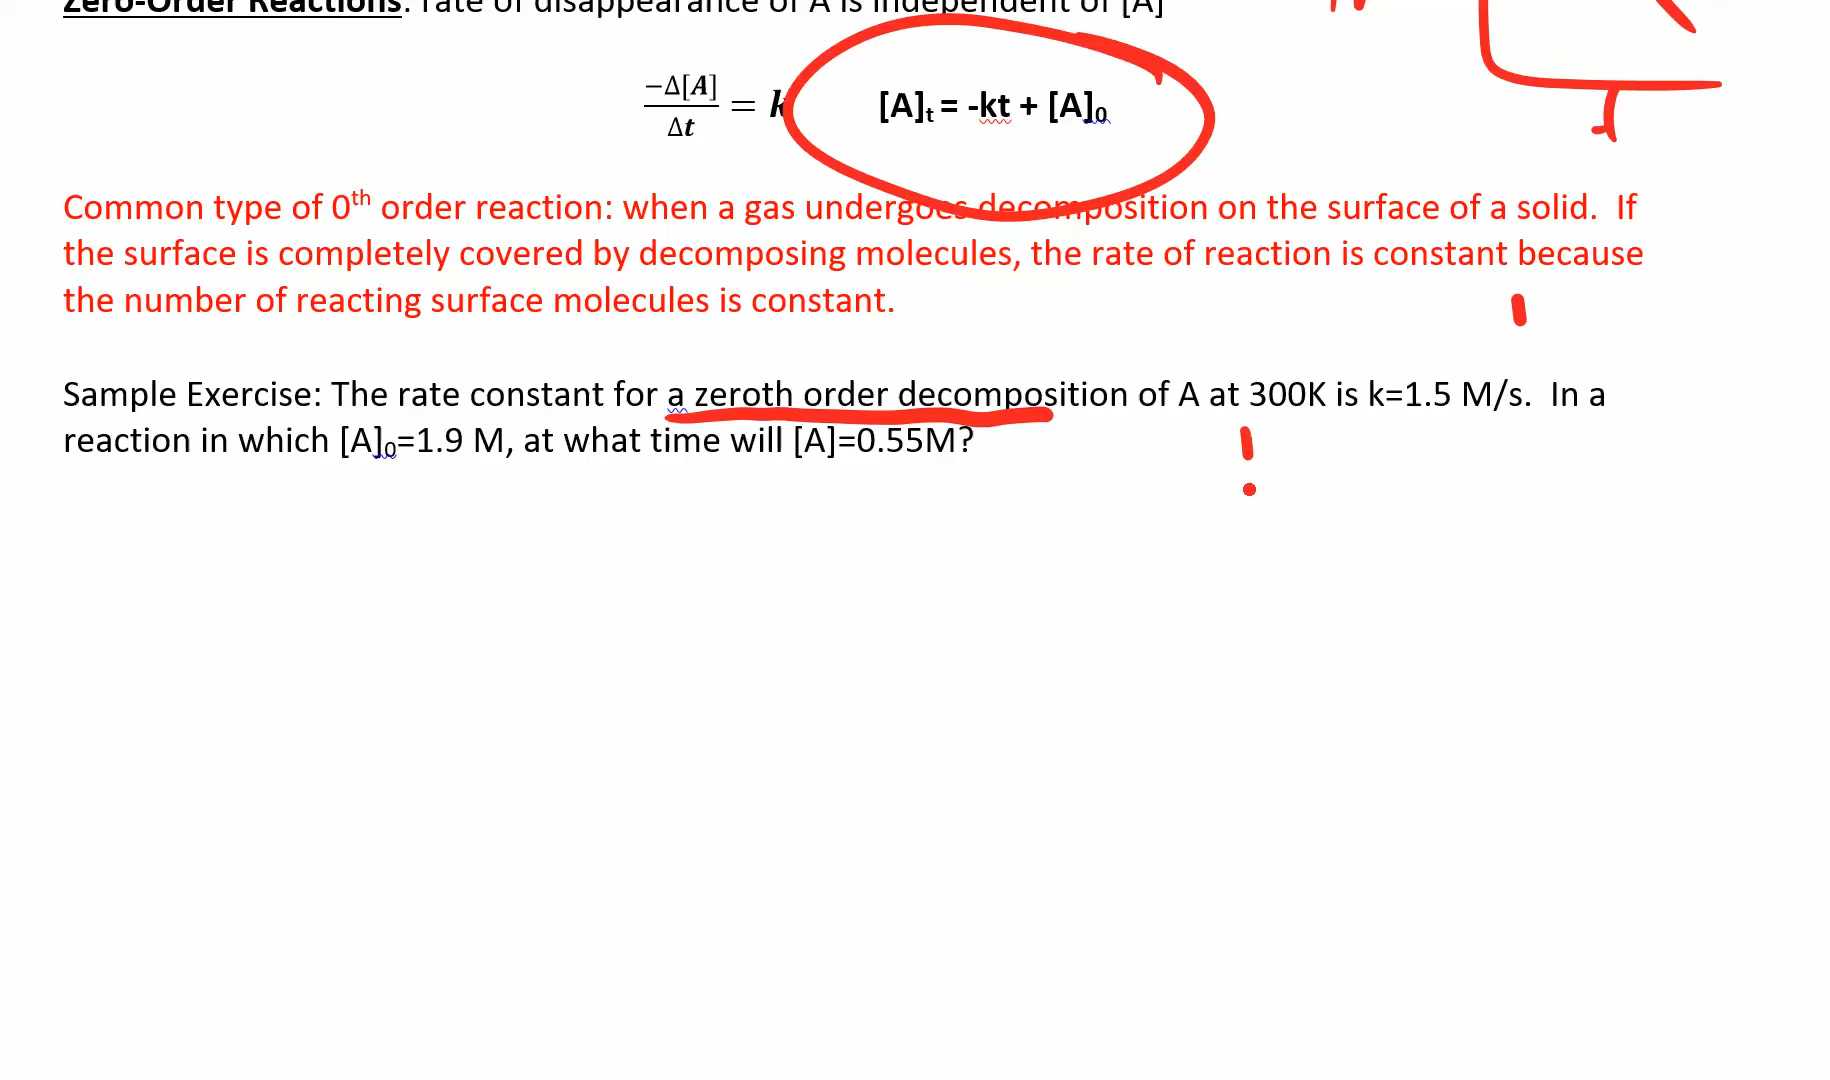 Zero-Order Reactions: rate of disappearance of A is independent of [A]
−Δ[A]/Δt = k [A]t = -kt + [A]0
Common type of 0th order reaction: when a gas undergoes decomposition on the surface of a solid. If
the surface is completely covered by decomposing molecules, the rate of reaction is constant because
the number of reacting surface molecules is constant.
Sample Exercise: The rate constant for a zeroth order decomposition of A at 300K is k=1.5 M/s. In a
reaction in which [A]0=1.9 M, at what time will [A]=0.55M?